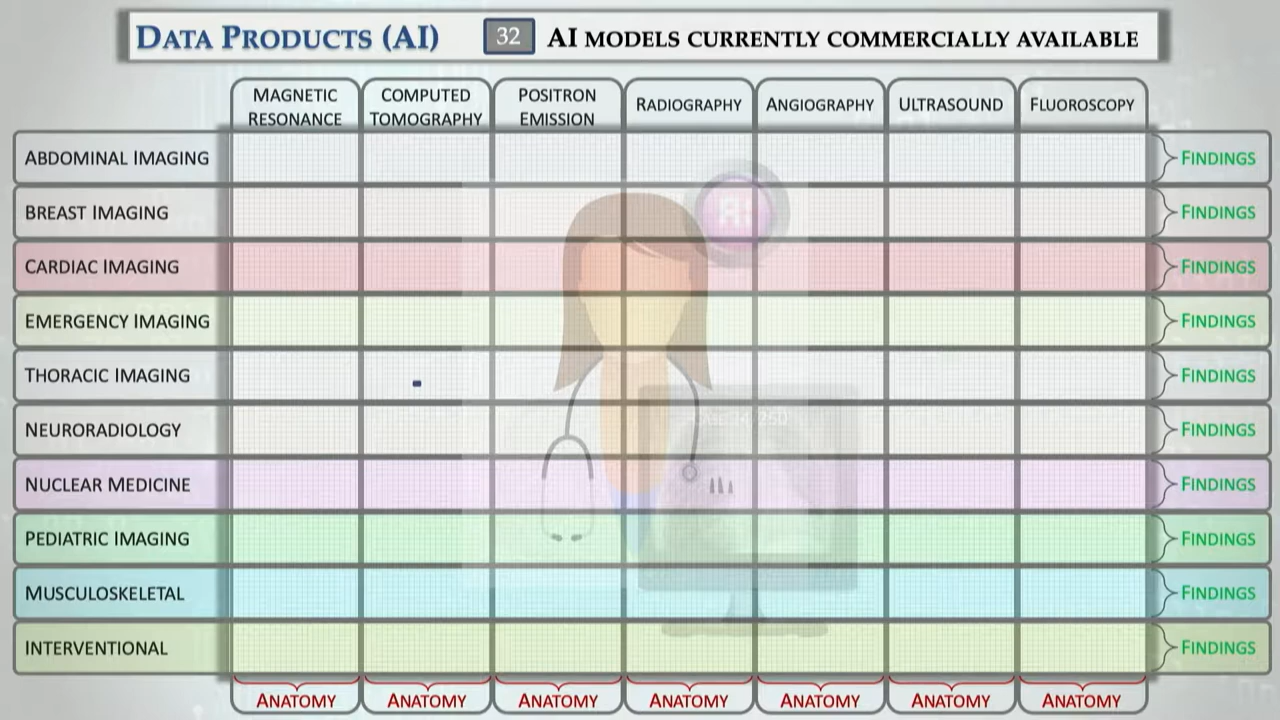 DATA PRODUCTS (AI) 32 AI MODELS CURRENTLY COMMERCIALLY AVAILABLE
MAGNETIC RESONANCE
COMPUTED TOMOGRAPHY
POSITRON EMISSION
RADIOGRAPHY
ANGIOGRAPHY
ULTRASOUND
FLUOROSCOPY
ABDOMINAL IMAGING FINDINGS
BREAST IMAGING FINDINGS
CARDIAC IMAGING FINDINGS
EMERGENCY IMAGING FINDINGS
THORACIC IMAGING FINDINGS
NEURORADIOLOGY FINDINGS
NUCLEAR MEDICINE FINDINGS
PEDIATRIC IMAGING FINDINGS
MUSCULOSKELETAL FINDINGS
INTERVENTIONAL FINDINGS
ANATOMY ANATOMY ANATOMY ANATOMY ANATOMY ANATOMY ANATOMY